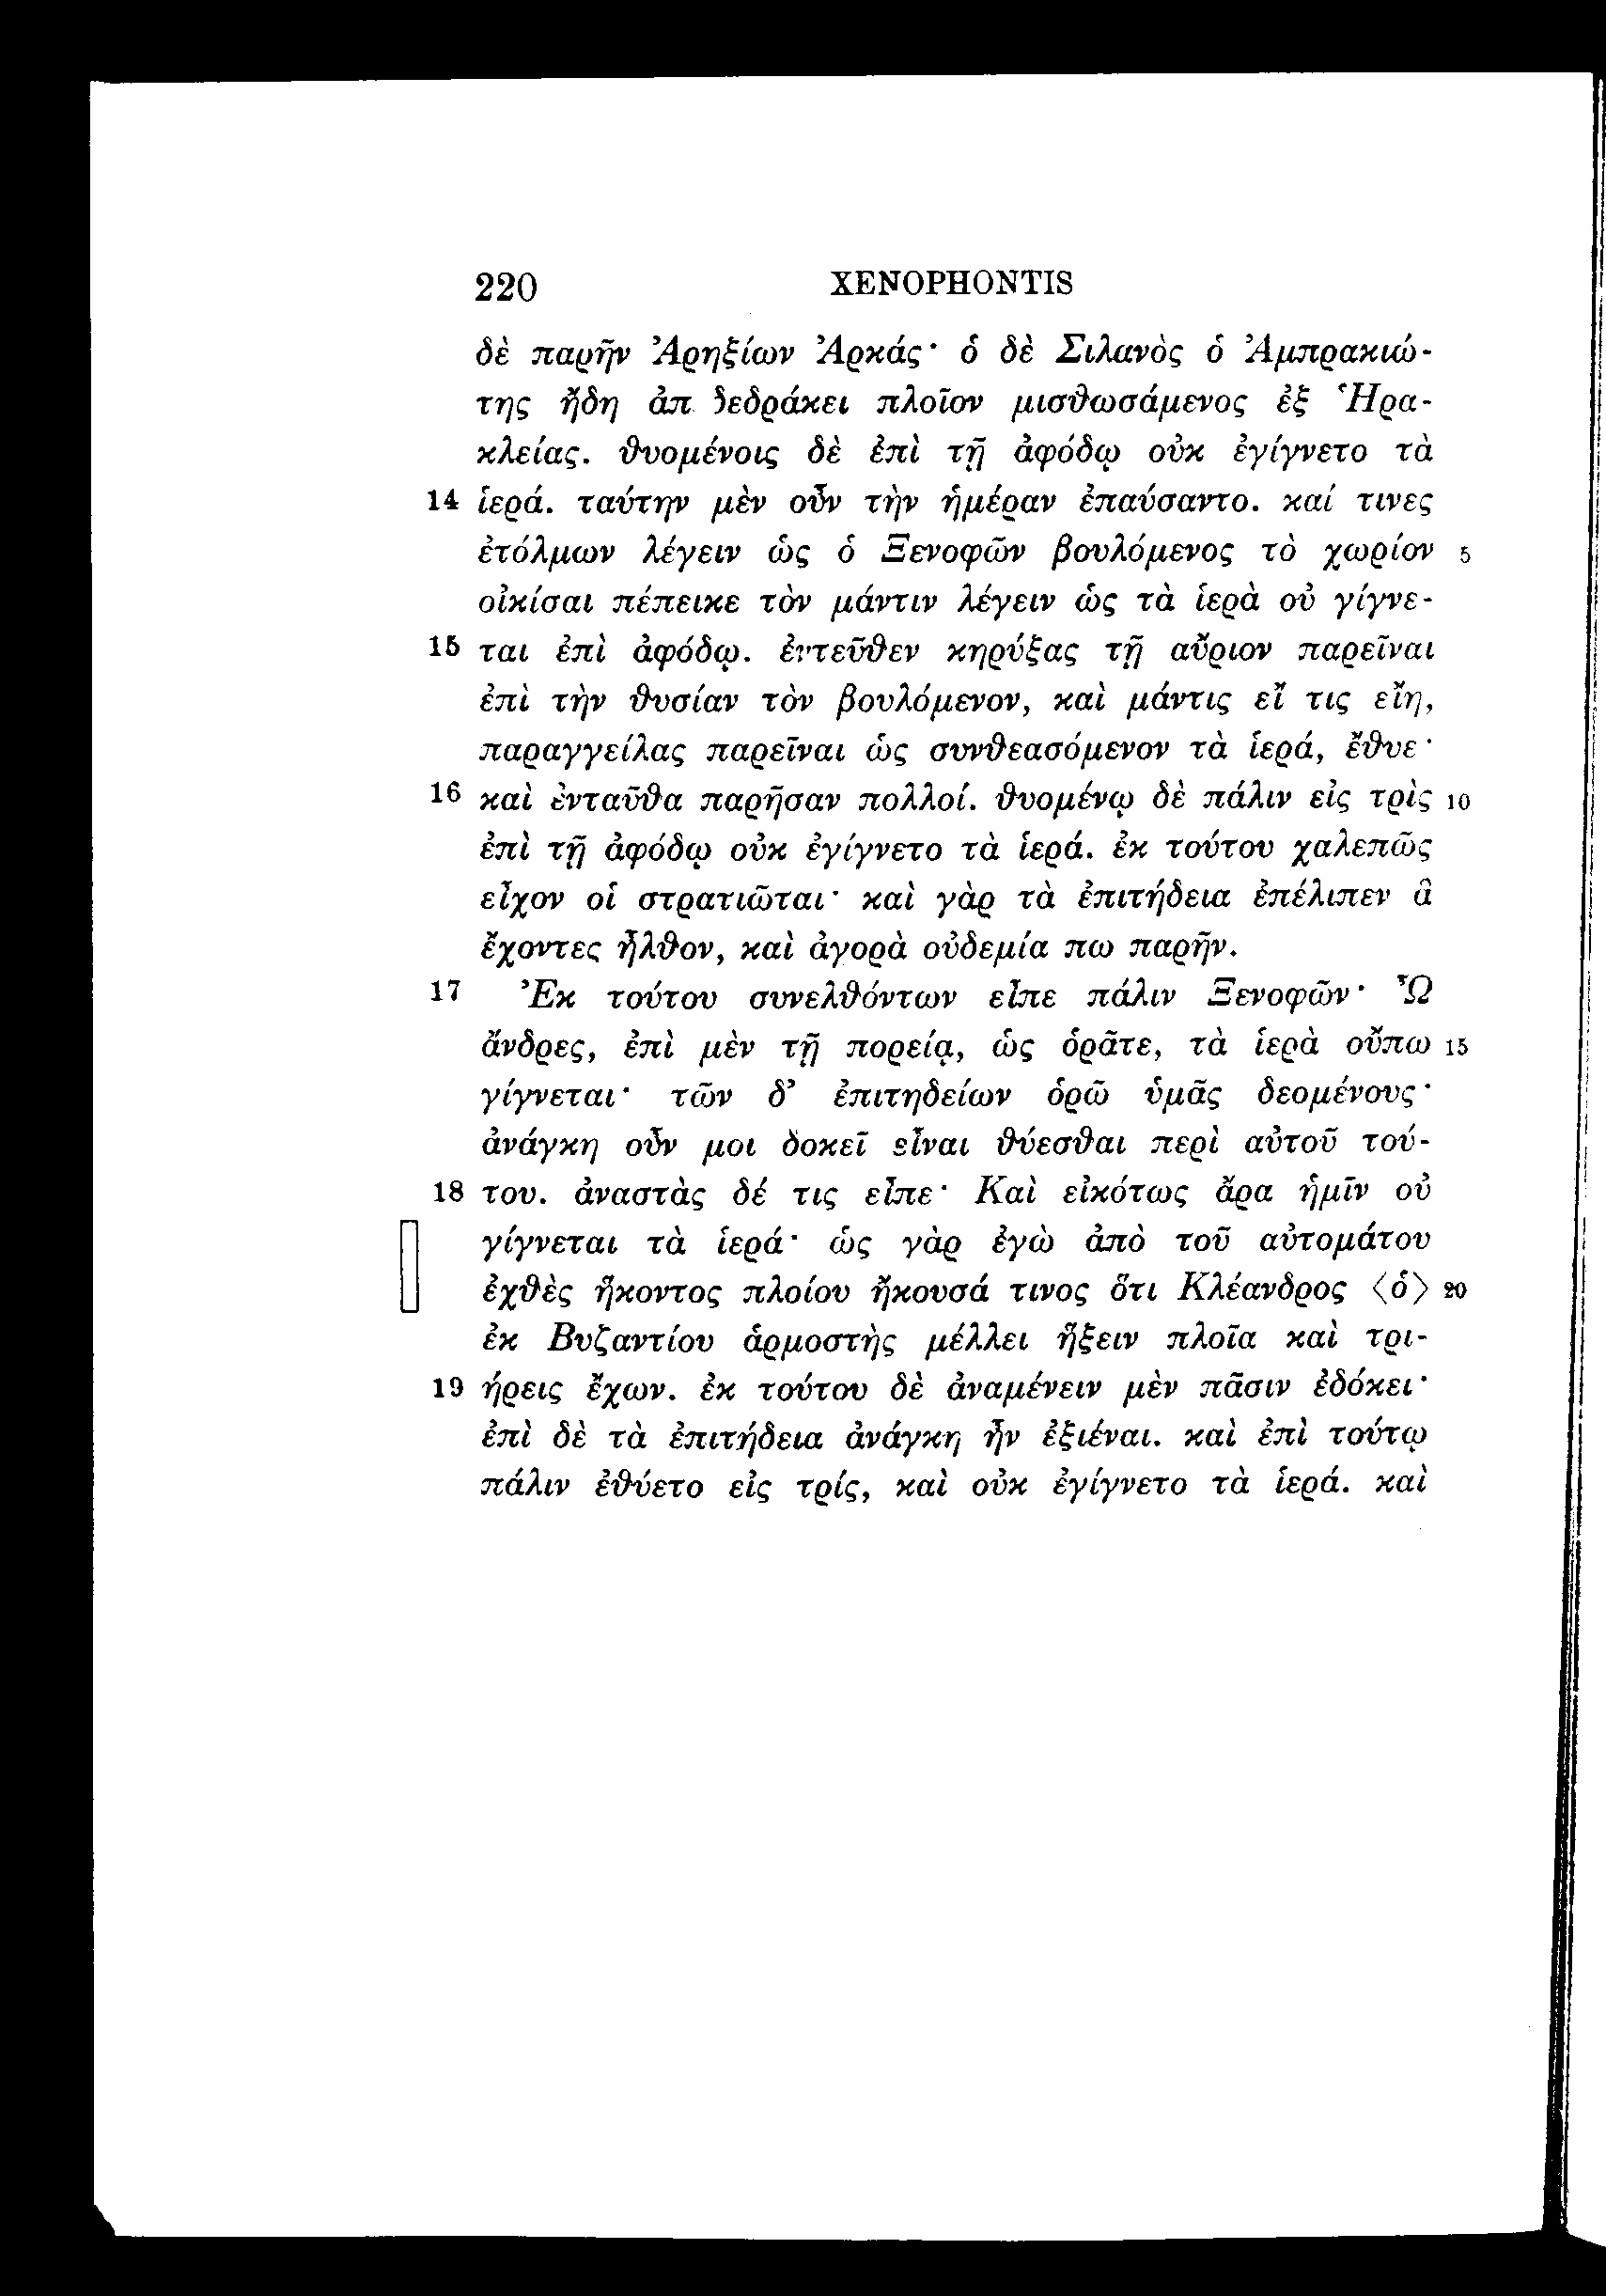 220 XENOPHONTIS
δὲ παρῆν Ἀρηξίων Ἀρκάς· ὁ δὲ Σιλανὸς ὁ Ἀμπρακιώ-
της ἤδη ἀπ δεδράκει πλοῖον μισθωσάμενος ἐξ Ἡρα-
κλείας. θυομένοις δὲ ἐπὶ τῇ ἀφόδῳ οὐκ ἐγίγνετο τὰ
14 ἱερά. ταύτην μὲν οὖν τὴν ἡμέραν ἐπαύσαντο. καί τινες
ἐτόλμων λέγειν ὡς ὁ Ξενοφῶν βουλόμενος τὸ χωρίον 5
οἰκίσαι πέπεικε τὸν μάντιν λέγειν ὡς τὰ ἱερὰ οὐ γίγνε-
15 ται ἐπὶ ἀφόδῳ. ἐντεῦθεν κηρύξας τῇ αὔριον παρεῖναι
ἐπὶ τὴν θυσίαν τὸν βουλόμενον, καὶ μάντις εἴ τις εἴη,
παραγγείλας παρεῖναι ὡς συνθεασόμενον τὰ ἱερά, ἔθυε·
16 καὶ ἐνταῦθα παρῆσαν πολλοί. θυομένῳ δὲ πάλιν εἰς τρὶς 10
ἐπὶ τῇ ἀφόδῳ οὐκ ἐγίγνετο τὰ ἱερά. ἐκ τούτου χαλεπῶς
εἶχον οἱ στρατιῶται· καὶ γὰρ τὰ ἐπιτήδεια ἐπέλιπεν ἃ
ἔχοντες ἦλθον, καὶ ἀγορὰ οὐδεμία πω παρῆν.
17 Ἐκ τούτου συνελθόντων εἶπε πάλιν Ξενοφῶν· Ὦ
ἄνδρες, ἐπὶ μὲν τῇ πορείᾳ, ὡς ὁρᾶτε, τὰ ἱερὰ οὔπω 15
γίγνεται· τῶν δ’ ἐπιτηδείων ὁρῶ ὑμᾶς δεομένους·
ἀνάγκη οὖν μοι δοκεῖ εἶναι θύεσθαι περὶ αὐτοῦ τού-
18 του. ἀναστὰς δέ τις εἶπε· Καὶ εἰκότως ἄρα ἡμῖν οὐ
γίγνεται τὰ ἱερά· ὡς γὰρ ἐγὼ ἀπὸ τοῦ αὐτομάτου
ἐχθὲς ἥκοντος πλοίου ἤκουσά τινος ὅτι Κλέανδρος ⟨ὁ⟩ 20
ἐκ Βυζαντίου ἁρμοστὴς μέλλει ἥξειν πλοῖα καὶ τρι-
19 ήρεις ἔχων. ἐκ τούτου δὲ ἀναμένειν μὲν πᾶσιν ἐδόκει·
ἐπὶ δὲ τὰ ἐπιτήδεια ἀνάγκη ἦν ἐξιέναι. καὶ ἐπὶ τούτῳ
πάλιν ἐθύετο εἰς τρίς, καὶ οὐκ ἐγίγνετο τὰ ἱερά. καὶ